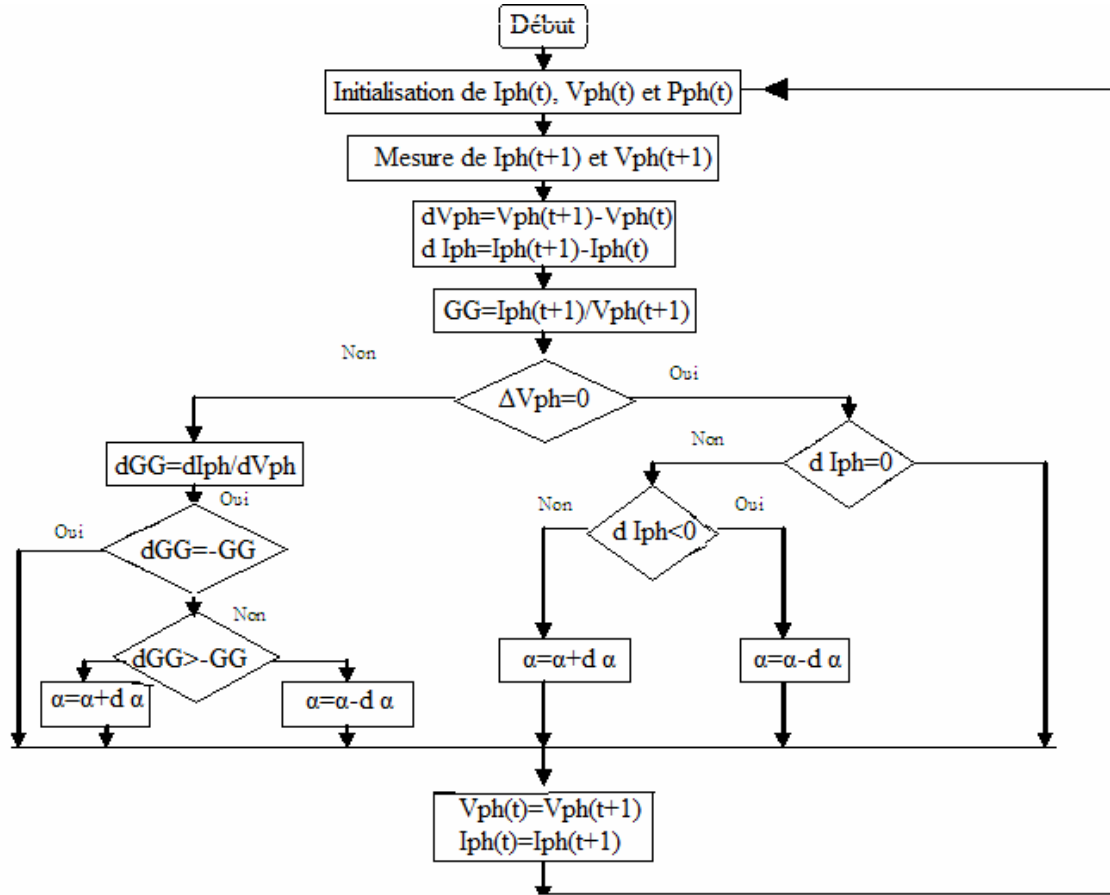 Début
Initialisation de Iph(t), Vph(t) et Pph(t)
Mesure de Iph(t+1) et Vph(t+1)
dVph=Vph(t+1)-Vph(t)
d Iph=Iph(t+1)-Iph(t)
GG=Iph(t+1)/Vph(t+1)
Non
Oui
ΔVph=0
Non
d Iph=0
dGG=dIph/dVph
Oui
Oui
dGG=-GG
Non
Oui
d Iph<0
Non
dGG>-GG
α=α+d α
α=α-d α
α=α+d α
α=α-d α
Vph(t)=Vph(t+1)
Iph(t)=Iph(t+1)